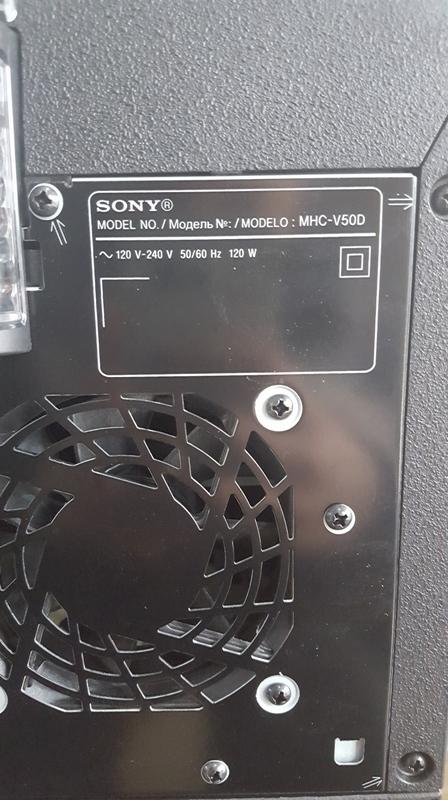 SONY®
MODEL NO. / Модель №: / MODELO : MHC-V50D
~ 120 V-240 V 50/60 Hz 120 W